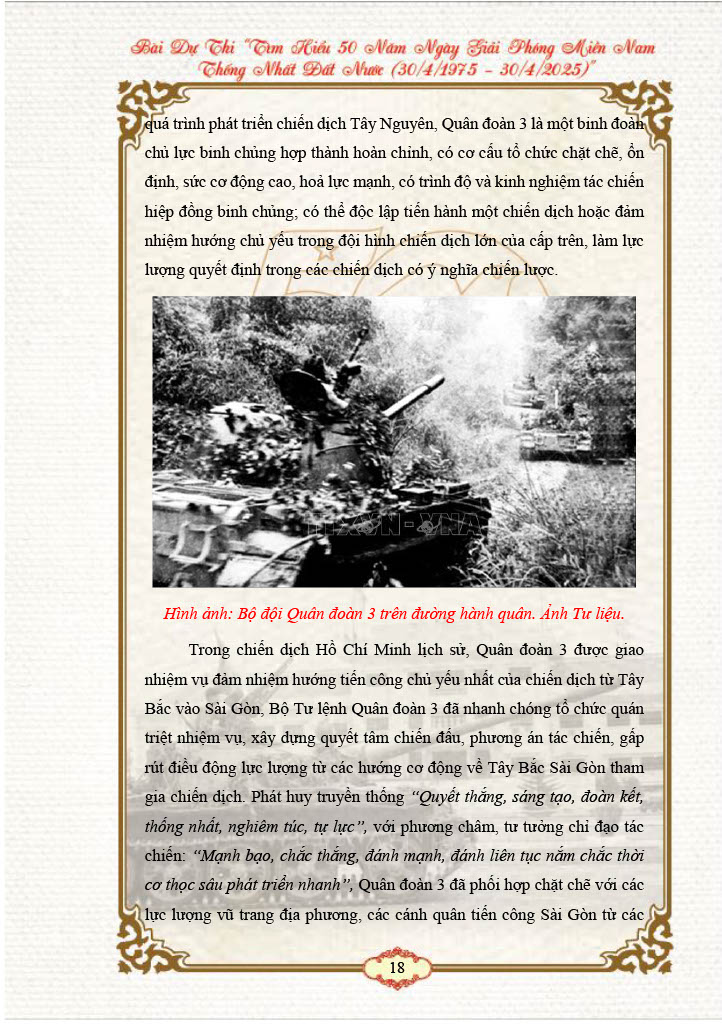 Bài Dự Thi “Tìm Hiểu 50 Năm Ngày Giải Phóng Miền Nam
Thống Nhất Đất Nước (30/4/1975 – 30/4/2025)”
quá trình phát triển chiến dịch Tây Nguyên, Quân đoàn 3 là một binh đoàn
chủ lực binh chủng hợp thành hoàn chỉnh, có cơ cấu tổ chức chặt chẽ, ổn
định, sức cơ động cao, hoả lực mạnh, có trình độ và kinh nghiệm tác chiến
hiệp đồng binh chủng; có thể độc lập tiến hành một chiến dịch hoặc đảm
nhiệm hướng chủ yếu trong đội hình chiến dịch lớn của cấp trên, làm lực
lượng quyết định trong các chiến dịch có ý nghĩa chiến lược.
Hình ảnh: Bộ đội Quân đoàn 3 trên đường hành quân. Ảnh Tư liệu.
Trong chiến dịch Hồ Chí Minh lịch sử, Quân đoàn 3 được giao
nhiệm vụ đảm nhiệm hướng tiến công chủ yếu nhất của chiến dịch từ Tây
Bắc vào Sài Gòn, Bộ Tư lệnh Quân đoàn 3 đã nhanh chóng tổ chức quán
triệt nhiệm vụ, xây dựng quyết tâm chiến đấu, phương án tác chiến, gấp
rút điều động lực lượng từ các hướng cơ động về Tây Bắc Sài Gòn tham
gia chiến dịch. Phát huy truyền thống “Quyết thắng, sáng tạo, đoàn kết,
thống nhất, nghiêm túc, tự lực”, với phương châm, tư tưởng chỉ đạo tác
chiến: “Mạnh bạo, chắc thắng, đánh mạnh, đánh liên tục nắm chắc thời
cơ thọc sâu phát triển nhanh”, Quân đoàn 3 đã phối hợp chặt chẽ với các
lực lượng vũ trang địa phương, các cánh quân tiến công Sài Gòn từ các
18